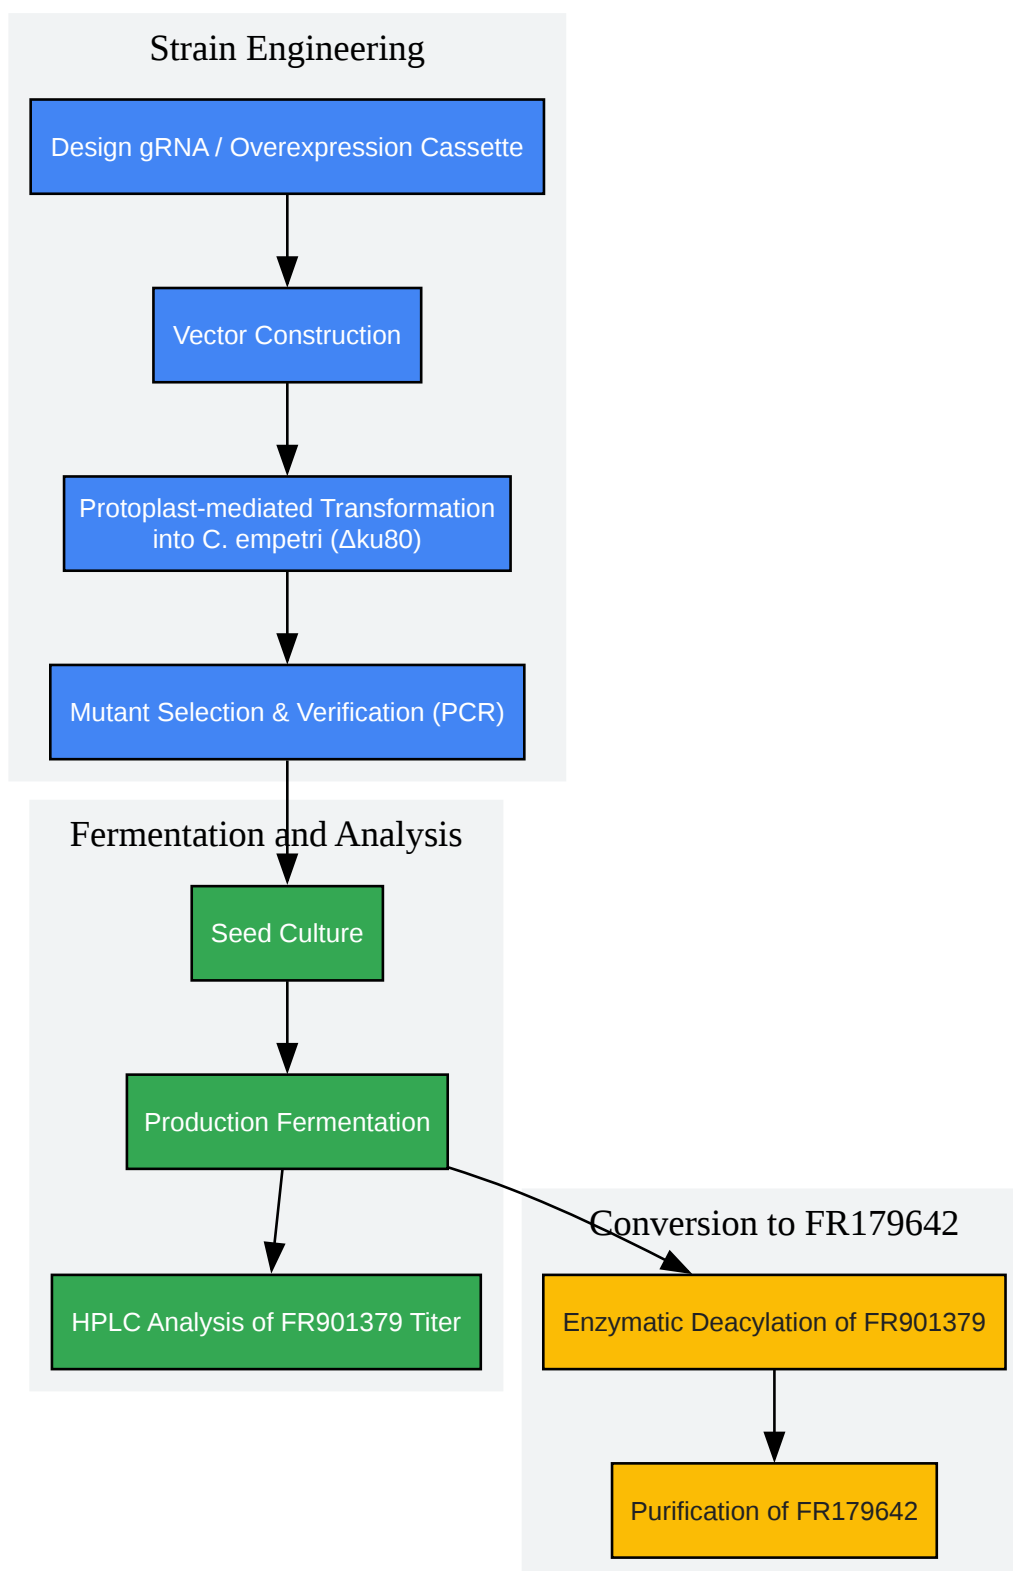 Strain Engineering
Design gRNA / Overexpression Cassette
Vector Construction
Protoplast-mediated Transformation
into C. empetri (Δku80)
Mutant Selection & Verification (PCR)
Fermentation and Analysis
Seed Culture
Production Fermentation
HPLC Analysis of FR901379 Titer
Conversion to FR179642
Enzymatic Deacylation of FR901379
Purification of FR179642